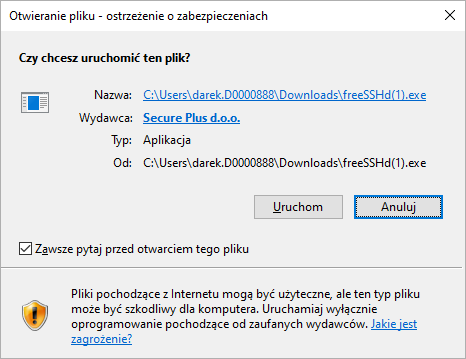 Otwieranie pliku - ostrzeżenie o zabezpieczeniach
Czy chcesz uruchomić ten plik?
Nazwa: C:\Users\darek.D0000888\Downloads\freeSSHd(1).exe
Wydawca: Secure Plus d.o.o.
Typ: Aplikacja
Od: C:\Users\darek.D0000888\Downloads\freeSSHd(1).exe
Uruchom Anuluj
Zawsze pytaj przed otwarciem tego pliku
Pliki pochodzące z Internetu mogą być użyteczne, ale ten typ pliku
może być szkodliwy dla komputera. Uruchamiaj wyłącznie
oprogramowanie pochodzące od zaufanych wydawców. Jakie jest
zagrożenie?